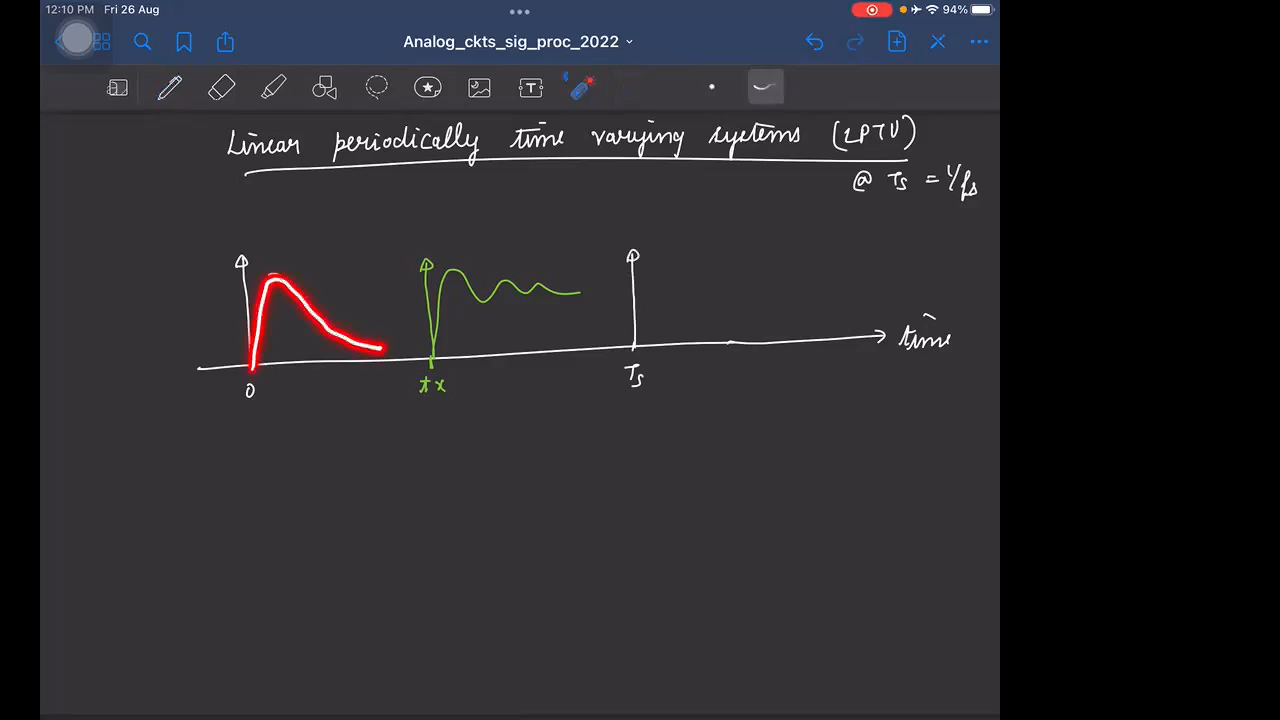 12:10 PM Fri 26 Aug
94%
Analog_ckts_sig_proc_2022
T
Linear periodically time varying systems (LPTV)
@ Ts = 1/fs
time
0
tx
Ts